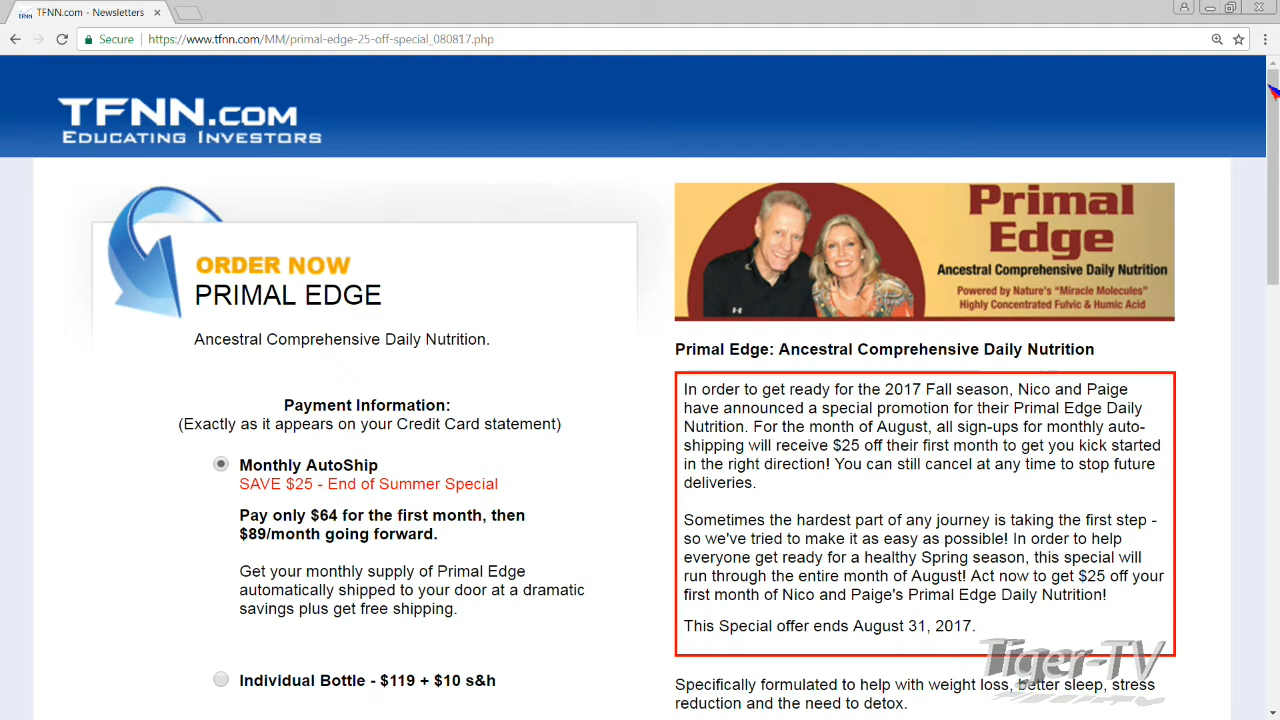 TFNN.com - Newsletters
Secure
https://www.tfnn.com/MM/primal-edge-25-off-special_080817.php
TFNN.COM
EDUCATING INVESTORS
ORDER NOW
PRIMAL EDGE
Ancestral Comprehensive Daily Nutrition.
Payment Information:
(Exactly as it appears on your Credit Card statement)
Monthly AutoShip
SAVE $25 - End of Summer Special
Pay only $64 for the first month, then
$89/month going forward.
Get your monthly supply of Primal Edge
automatically shipped to your door at a dramatic
savings plus get free shipping.
Individual Bottle - $119 + $10 s&h
Primal
Edge
Ancestral Comprehensive Daily Nutrition
Powered by Nature's "Miracle Molecules"
Highly Concentrated Fulvic & Humic Acid
Primal Edge: Ancestral Comprehensive Daily Nutrition
In order to get ready for the 2017 Fall season, Nico and Paige
have announced a special promotion for their Primal Edge Daily
Nutrition. For the month of August, all sign-ups for monthly auto-
shipping will receive $25 off their first month to get you kick started
in the right direction! You can still cancel at any time to stop future
deliveries.
Sometimes the hardest part of any journey is taking the first step -
so we've tried to make it as easy as possible! In order to help
everyone get ready for a healthy Spring season, this special will
run through the entire month of August! Act now to get $25 off your
first month of Nico and Paige's Primal Edge Daily Nutrition!
This Special offer ends August 31, 2017.
Tiger-TV
Specifically formulated to help with weight loss, better sleep, stress
reduction and the need to detox.